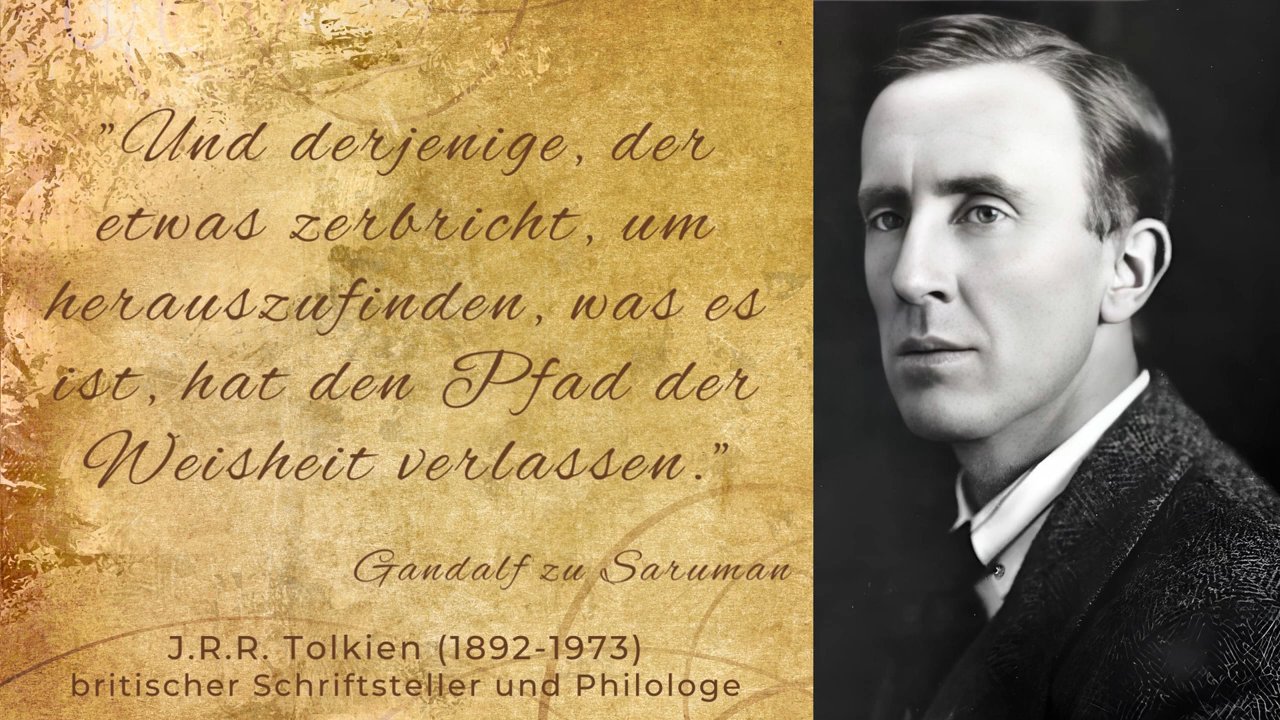 ”Und derjenige, der
etwas zerbricht, um
herauszufinden, was es
ist, hat den Pfad der
Weisheit verlassen.”
Gandalf zu Saruman
J.R.R. Tolkien (1892-1973)
britischer Schriftsteller und Philologe